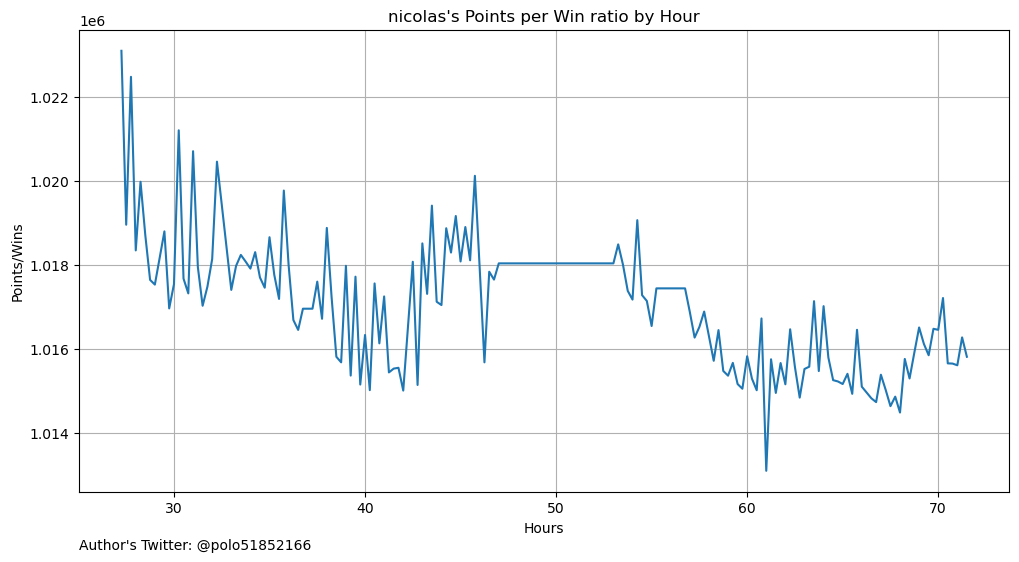 nicolas's Points per Win ratio by Hour
1e6
1.022
1.020
1.018
1.016
1.014
Points/Wins
30 40 50 60 70
Hours
Author's Twitter: @polo51852166